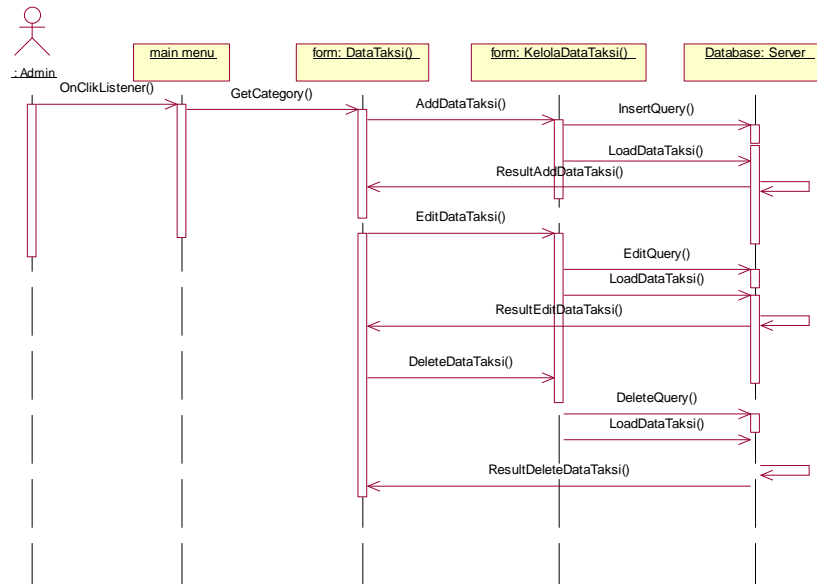 : Admin
main menu
form: DataTaksi()
form: KelolaDataTaksi()
Database: Server
OnClikListener()
GetCategory()
AddDataTaksi()
InsertQuery()
LoadDataTaksi()
ResultAddDataTaksi()
EditDataTaksi()
EditQuery()
LoadDataTaksi()
ResultEditDataTaksi()
DeleteDataTaksi()
DeleteQuery()
LoadDataTaksi()
ResultDeleteDataTaksi()